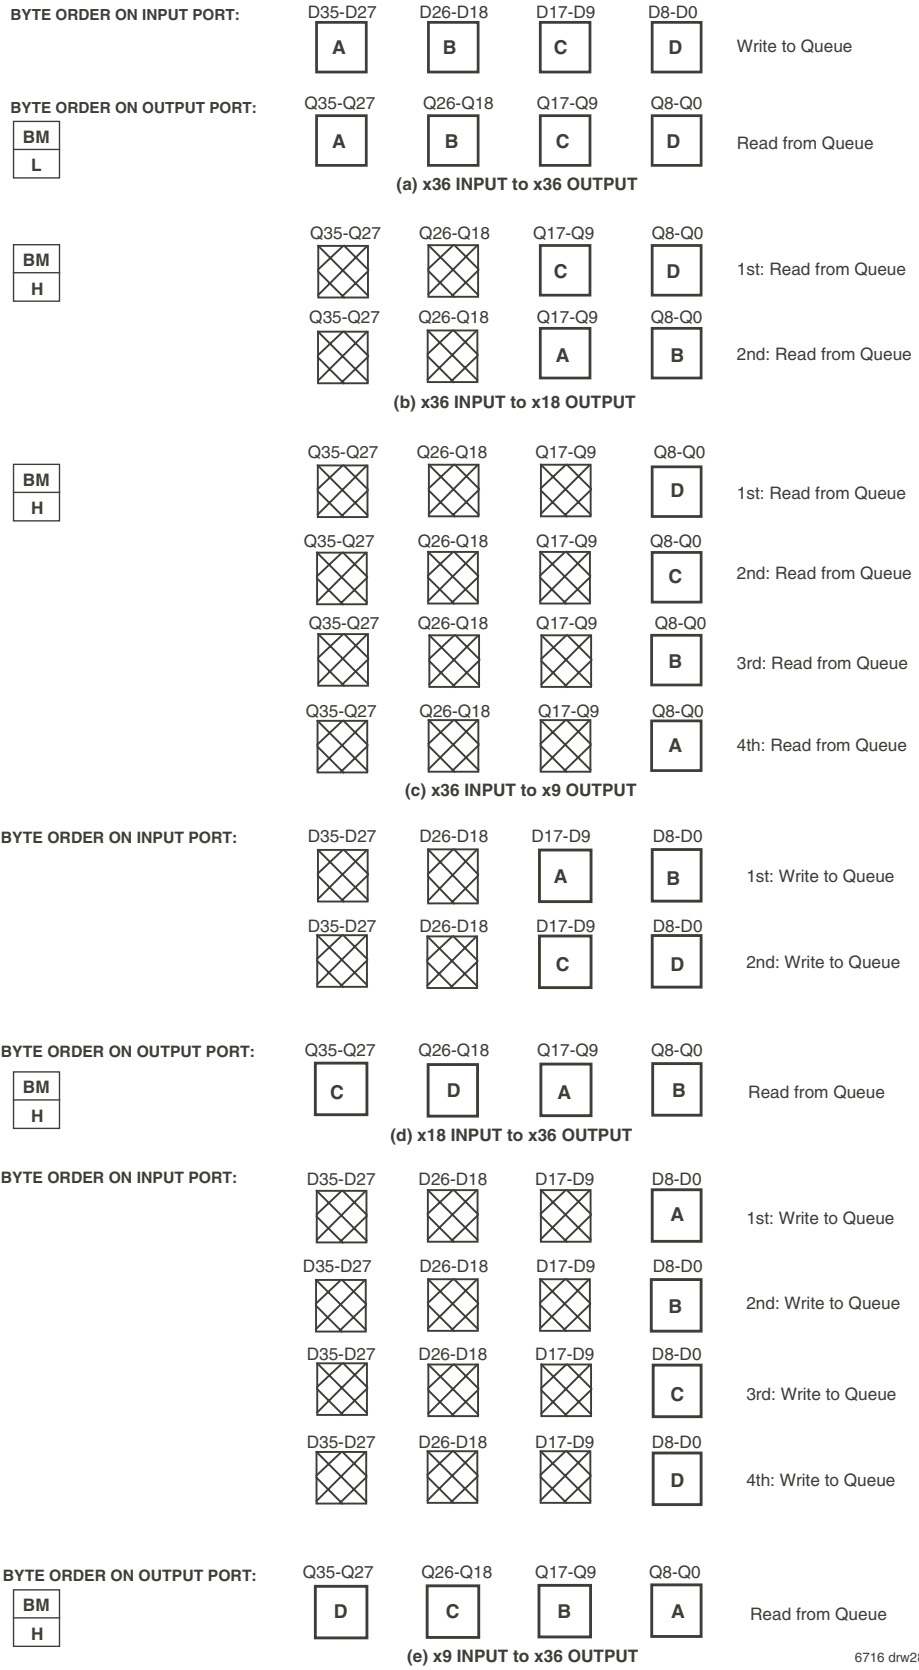 BYTE ORDER ON INPUT PORT: D35-D27 D26-D18 D17-D9 D8-D0
A B C D Write to Queue
BYTE ORDER ON OUTPUT PORT: Q35-Q27 Q26-Q18 Q17-Q9 Q8-Q0
BM
L
A B C D Read from Queue
(a) x36 INPUT to x36 OUTPUT
Q35-Q27 Q26-Q18 Q17-Q9 Q8-Q0
BM
H
C D 1st: Read from Queue
Q35-Q27 Q26-Q18 Q17-Q9 Q8-Q0
A B 2nd: Read from Queue
(b) x36 INPUT to x18 OUTPUT
Q35-Q27 Q26-Q18 Q17-Q9 Q8-Q0
BM
H
D 1st: Read from Queue
Q35-Q27 Q26-Q18 Q17-Q9 Q8-Q0
C 2nd: Read from Queue
Q35-Q27 Q26-Q18 Q17-Q9 Q8-Q0
B 3rd: Read from Queue
Q35-Q27 Q26-Q18 Q17-Q9 Q8-Q0
A 4th: Read from Queue
(c) x36 INPUT to x9 OUTPUT
BYTE ORDER ON INPUT PORT: D35-D27 D26-D18 D17-D9 D8-D0
A B 1st: Write to Queue
D35-D27 D26-D18 D17-D9 D8-D0
C D 2nd: Write to Queue
BYTE ORDER ON OUTPUT PORT: Q35-Q27 Q26-Q18 Q17-Q9 Q8-Q0
BM
H
C D A B Read from Queue
(d) x18 INPUT to x36 OUTPUT
BYTE ORDER ON INPUT PORT: D35-D27 D26-D18 D17-D9 D8-D0
A 1st: Write to Queue
D35-D27 D26-D18 D17-D9 D8-D0
B 2nd: Write to Queue
D35-D27 D26-D18 D17-D9 D8-D0
C 3rd: Write to Queue
D35-D27 D26-D18 D17-D9 D8-D0
D 4th: Write to Queue
BYTE ORDER ON OUTPUT PORT: Q35-Q27 Q26-Q18 Q17-Q9 Q8-Q0
BM
H
D C B A Read from Queue
(e) x9 INPUT to x36 OUTPUT
6716